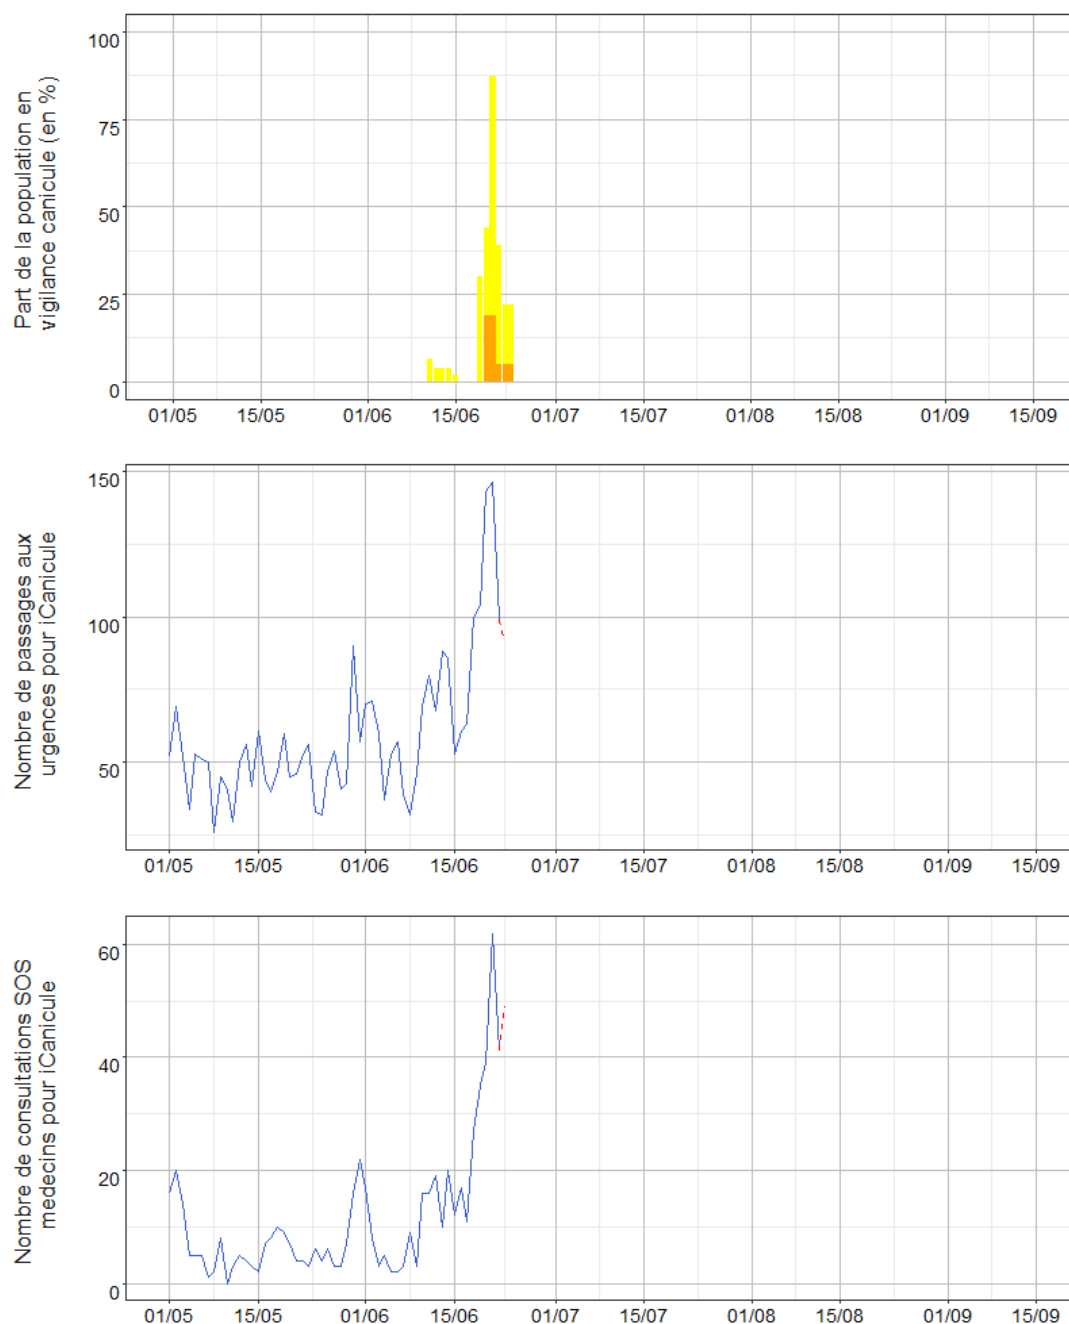 Part de la population en
vigilance canicule (en %)
100
75
50
25
0
01/05 15/05 01/06 15/06 01/07 15/07 01/08 15/08 01/09 15/09
Nombre de passages aux
urgences pour iCanicule
150
100
50
01/05 15/05 01/06 15/06 01/07 15/07 01/08 15/08 01/09 15/09
Nombre de consultations SOS
medecins pour iCanicule
60
40
20
0
01/05 15/05 01/06 15/06 01/07 15/07 01/08 15/08 01/09 15/09